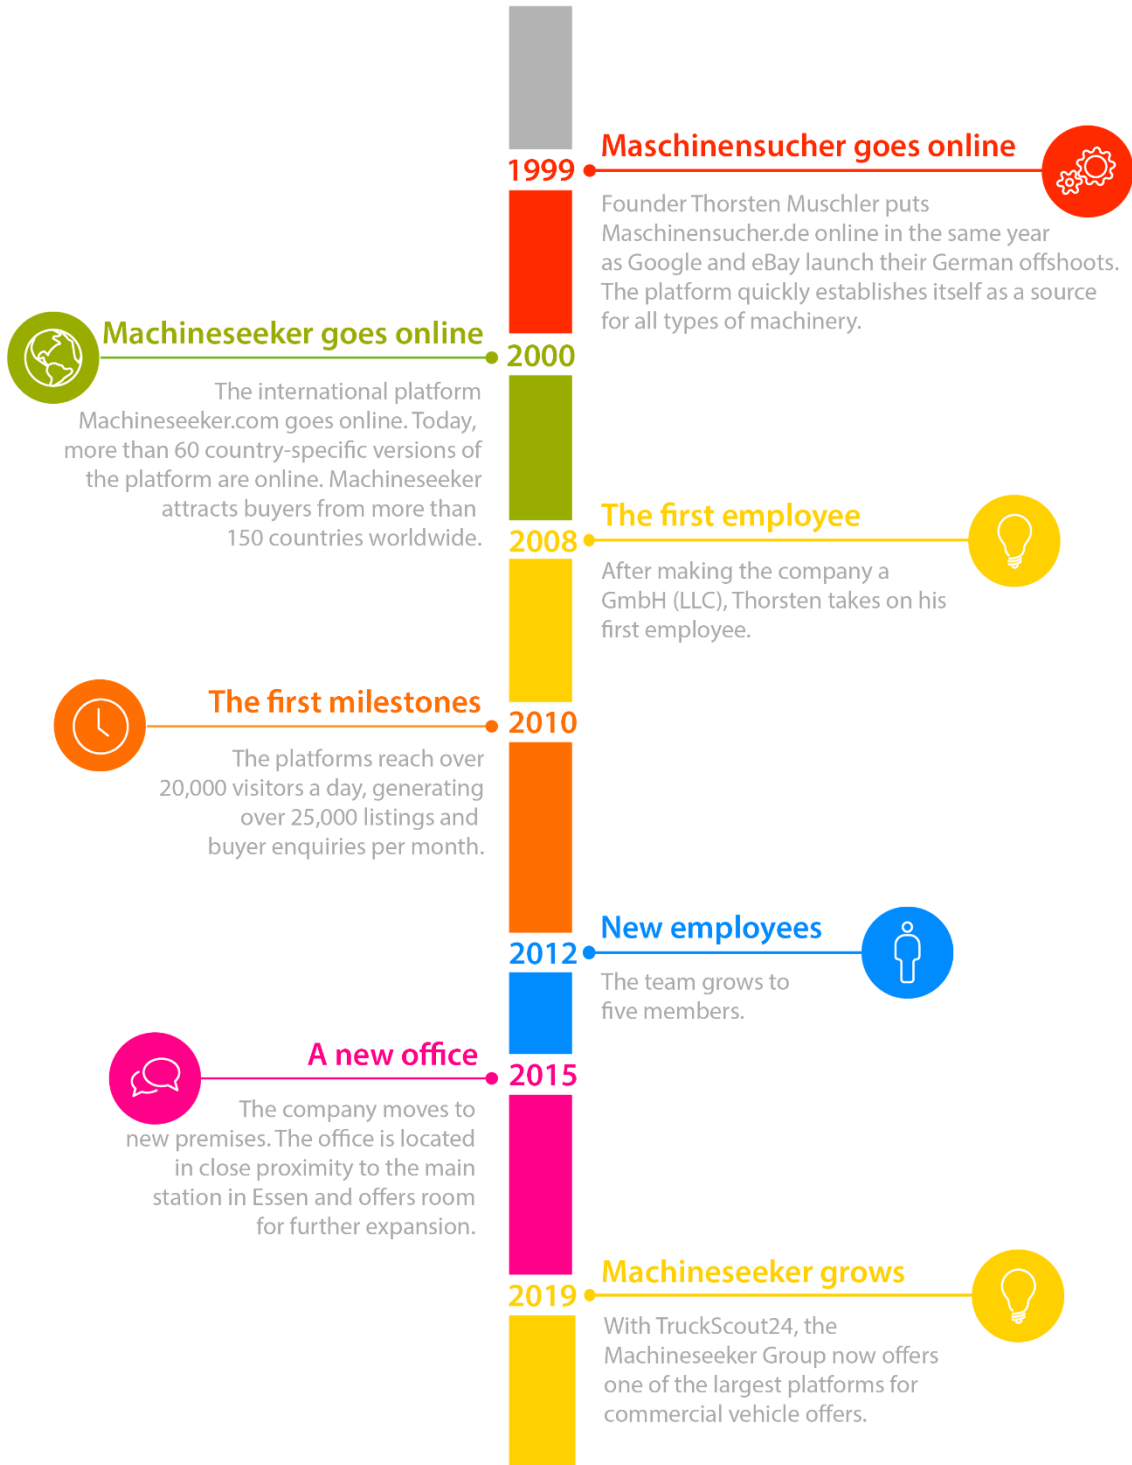 Maschinensucher goes online
1999
Founder Thorsten Muschler puts
Maschinensucher.de online in the same year
as Google and eBay launch their German offshoots.
The platform quickly establishes itself as a source
for all types of machinery.
Machineseeker goes online
2000
The international platform
Machineseeker.com goes online. Today,
more than 60 country-specific versions of
the platform are online. Machineseeker
attracts buyers from more than
150 countries worldwide.
The first employee
2008
After making the company a
GmbH (LLC), Thorsten takes on his
first employee.
The first milestones
2010
The platforms reach over
20,000 visitors a day, generating
over 25,000 listings and
buyer enquiries per month.
New employees
2012
The team grows to
five members.
A new office
2015
The company moves to
new premises. The office is located
in close proximity to the main
station in Essen and offers room
for further expansion.
Machineseeker grows
2019
With TruckScout24, the
Machineseeker Group now offers
one of the largest platforms for
commercial vehicle offers.